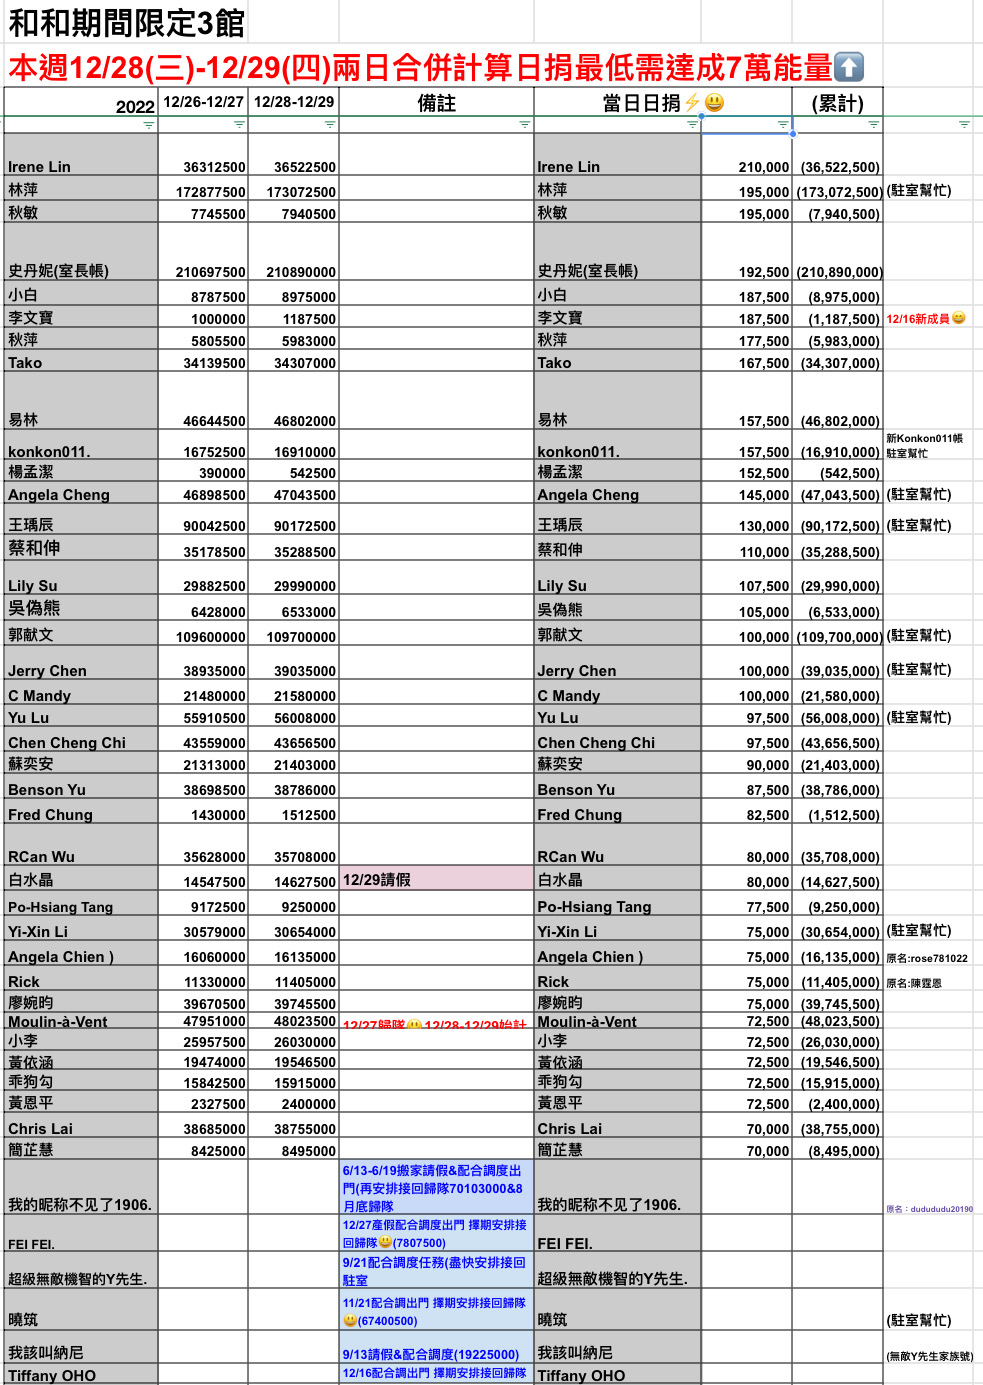 和和期間限定3館
本週12/28(三)-12/29(四)兩日合併計算日捐最低需達成7萬能量⬆️
2022 12/26-12/27 12/28-12/29 備註 當日日捐⚡😃 (累計)
Irene Lin 36312500 36522500 Irene Lin 210,000 (36,522,500)
林萍 172877500 173072500 林萍 195,000 (173,072,500) (駐室幫忙)
秋敏 7745500 7940500 秋敏 195,000 (7,940,500)
史丹妮(室長帳) 210697500 210890000 史丹妮(室長帳) 192,500 (210,890,000)
小白 8787500 8975000 小白 187,500 (8,975,000)
李文寶 1000000 1187500 李文寶 187,500 (1,187,500) 12/16新成員😄
秋萍 5805500 5983000 秋萍 177,500 (5,983,000)
Tako 34139500 34307000 Tako 167,500 (34,307,000)
易林 46644500 46802000 易林 157,500 (46,802,000)
新Konkon011帳
konkon011. 16752500 16910000 konkon011. 157,500 (16,910,000) 駐室幫忙
楊孟潔 390000 542500 楊孟潔 152,500 (542,500)
Angela Cheng 46898500 47043500 Angela Cheng 145,000 (47,043,500) (駐室幫忙)
王瑀辰 90042500 90172500 王瑀辰 130,000 (90,172,500) (駐室幫忙)
蔡和伸 35178500 35288500 蔡和伸 110,000 (35,288,500)
Lily Su 29882500 29990000 Lily Su 107,500 (29,990,000)
吳偽熊 6428000 6533000 吳偽熊 105,000 (6,533,000)
郭献文 109600000 109700000 郭献文 100,000 (109,700,000) (駐室幫忙)
Jerry Chen 38935000 39035000 Jerry Chen 100,000 (39,035,000) (駐室幫忙)
C Mandy 21480000 21580000 C Mandy 100,000 (21,580,000)
Yu Lu 55910500 56008000 Yu Lu 97,500 (56,008,000) (駐室幫忙)
Chen Cheng Chi 43559000 43656500 Chen Cheng Chi 97,500 (43,656,500)
蘇奕安 21313000 21403000 蘇奕安 90,000 (21,403,000)
Benson Yu 38698500 38786000 Benson Yu 87,500 (38,786,000)
Fred Chung 1430000 1512500 Fred Chung 82,500 (1,512,500)
RCan Wu 35628000 35708000 RCan Wu 80,000 (35,708,000)
白水晶 14547500 14627500 12/29請假 白水晶 80,000 (14,627,500)
Po-Hsiang Tang 9172500 9250000 Po-Hsiang Tang 77,500 (9,250,000)
Yi-Xin Li 30579000 30654000 Yi-Xin Li 75,000 (30,654,000) (駐室幫忙)
Angela Chien ) 16060000 16135000 Angela Chien ) 75,000 (16,135,000) 原名:rose781022
Rick 11330000 11405000 Rick 75,000 (11,405,000) 原名:陳霆恩
廖婉昀 39670500 39745500 廖婉昀 75,000 (39,745,500)
Moulin-à-Vent 47951000 48023500 12/27歸隊😃12/28-12/29始計 Moulin-à-Vent 72,500 (48,023,500)
小李 25957500 26030000 小李 72,500 (26,030,000)
黃依涵 19474000 19546500 黃依涵 72,500 (19,546,500)
乖狗勾 15842500 15915000 乖狗勾 72,500 (15,915,000)
黃恩平 2327500 2400000 黃恩平 72,500 (2,400,000)
Chris Lai 38685000 38755000 Chris Lai 70,000 (38,755,000)
簡芷慧 8425000 8495000 簡芷慧 70,000 (8,495,000)
6/13-6/19搬家請假&配合調度出
門(再安排接回歸隊70103000&8
我的昵称不见了1906. 月底歸隊 我的昵称不见了1906. 原名：dudududu20190
12/27產假配合調度出門 擇期安排接
FEI FEI. 回歸隊😃(7807500) FEI FEI.
9/21配合調度任務(盡快安排接回
超級無敵機智的Y先生. 駐室 超級無敵機智的Y先生.
11/21配合調出門 擇期安排接回歸隊
曉筑 😃(67400500) 曉筑 (駐室幫忙)
我該叫納尼 9/13請假&配合調度(19225000) 我該叫納尼 (無敵Y先生家族號)
Tiffany OHO 12/16配合調出門 擇期安排接回歸隊 Tiffany OHO